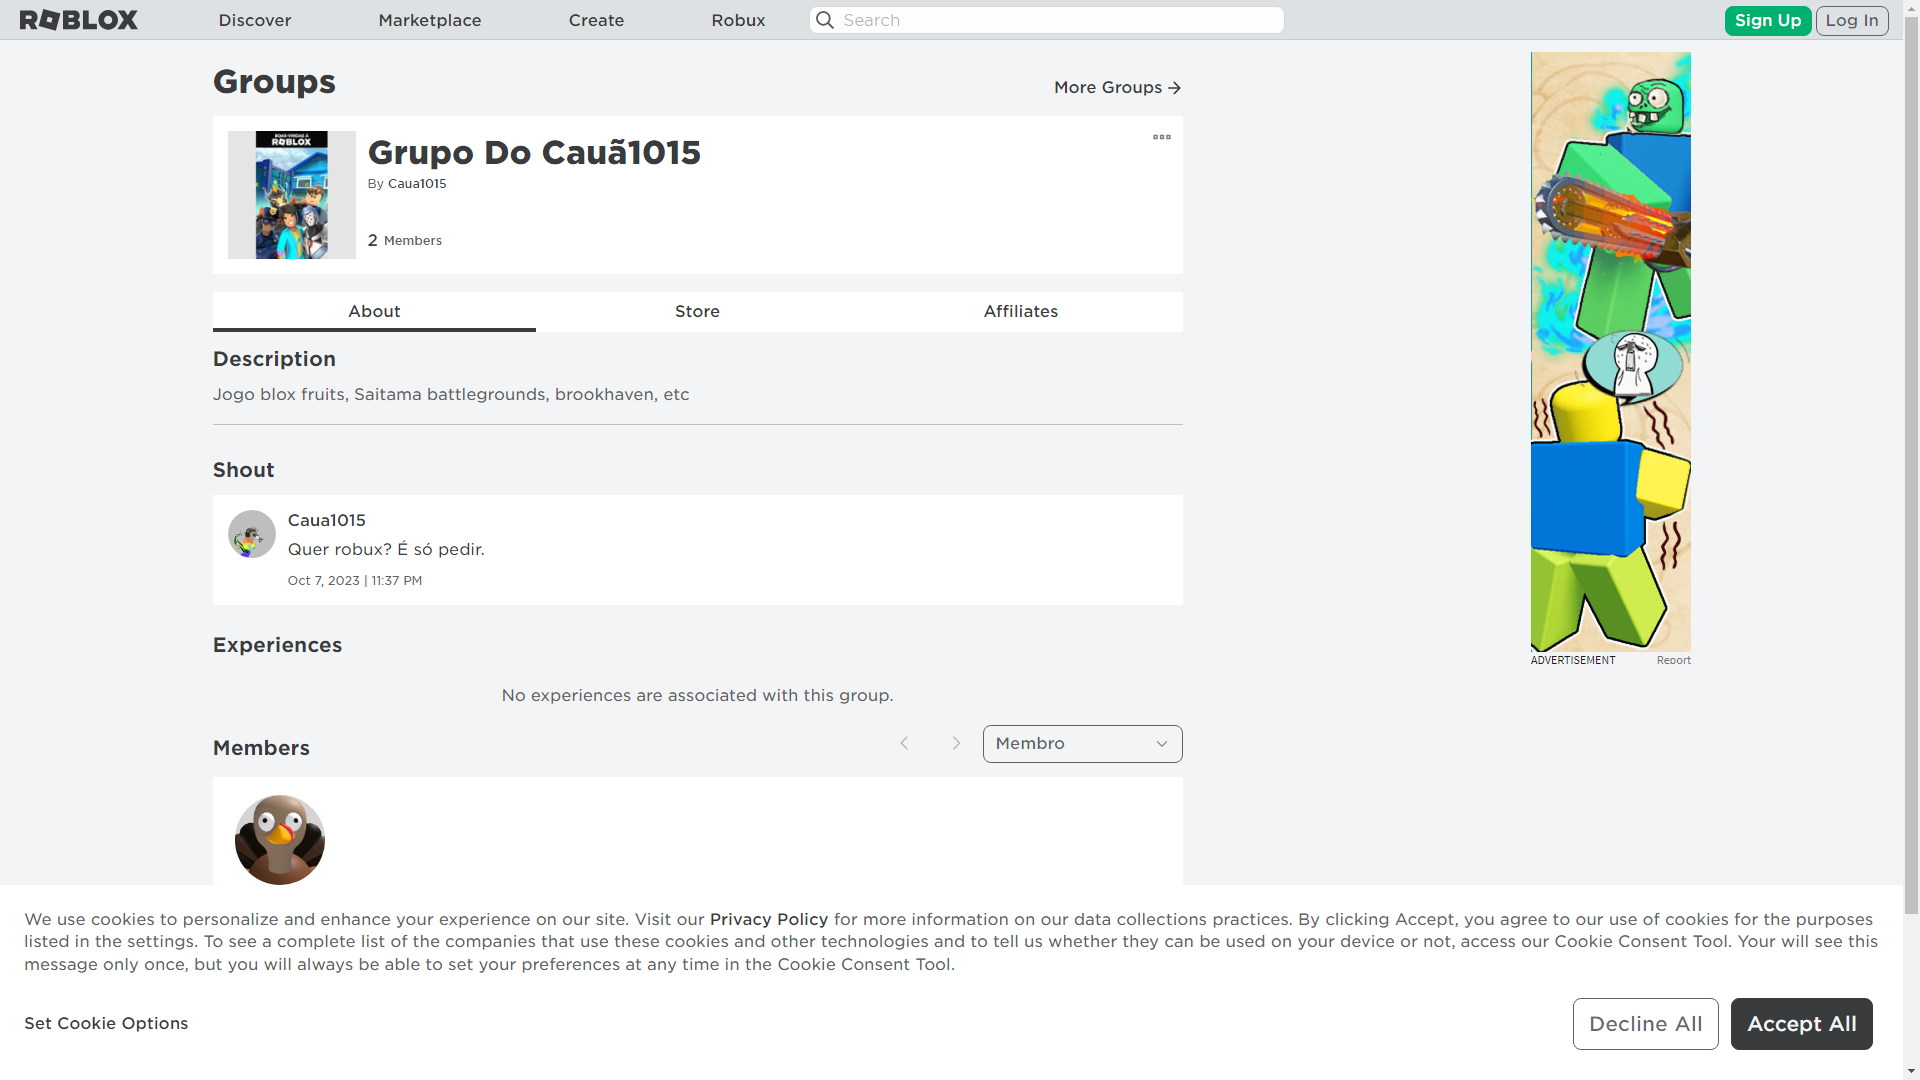 ROBLOX
Discover
Marketplace
Create
Robux
Search
Sign Up
Log In
Groups
More Groups
BOAS-VINDAS À
ROBLOX
Grupo Do Cauã1015
By Caua1015
2 Members
About
Store
Affiliates
Description
Jogo blox fruits, Saitama battlegrounds, brookhaven, etc
Shout
Caua1015
Quer robux? É só pedir.
Oct 7, 2023 | 11:37 PM
Experiences
No experiences are associated with this group.
Members
Membro
ADVERTISEMENT
Report
We use cookies to personalize and enhance your experience on our site. Visit our Privacy Policy for more information on our data collections practices. By clicking Accept, you agree to our use of cookies for the purposes
listed in the settings. To see a complete list of the companies that use these cookies and other technologies and to tell us whether they can be used on your device or not, access our Cookie Consent Tool. Your will see this
message only once, but you will always be able to set your preferences at any time in the Cookie Consent Tool.
Set Cookie Options
Decline All
Accept All